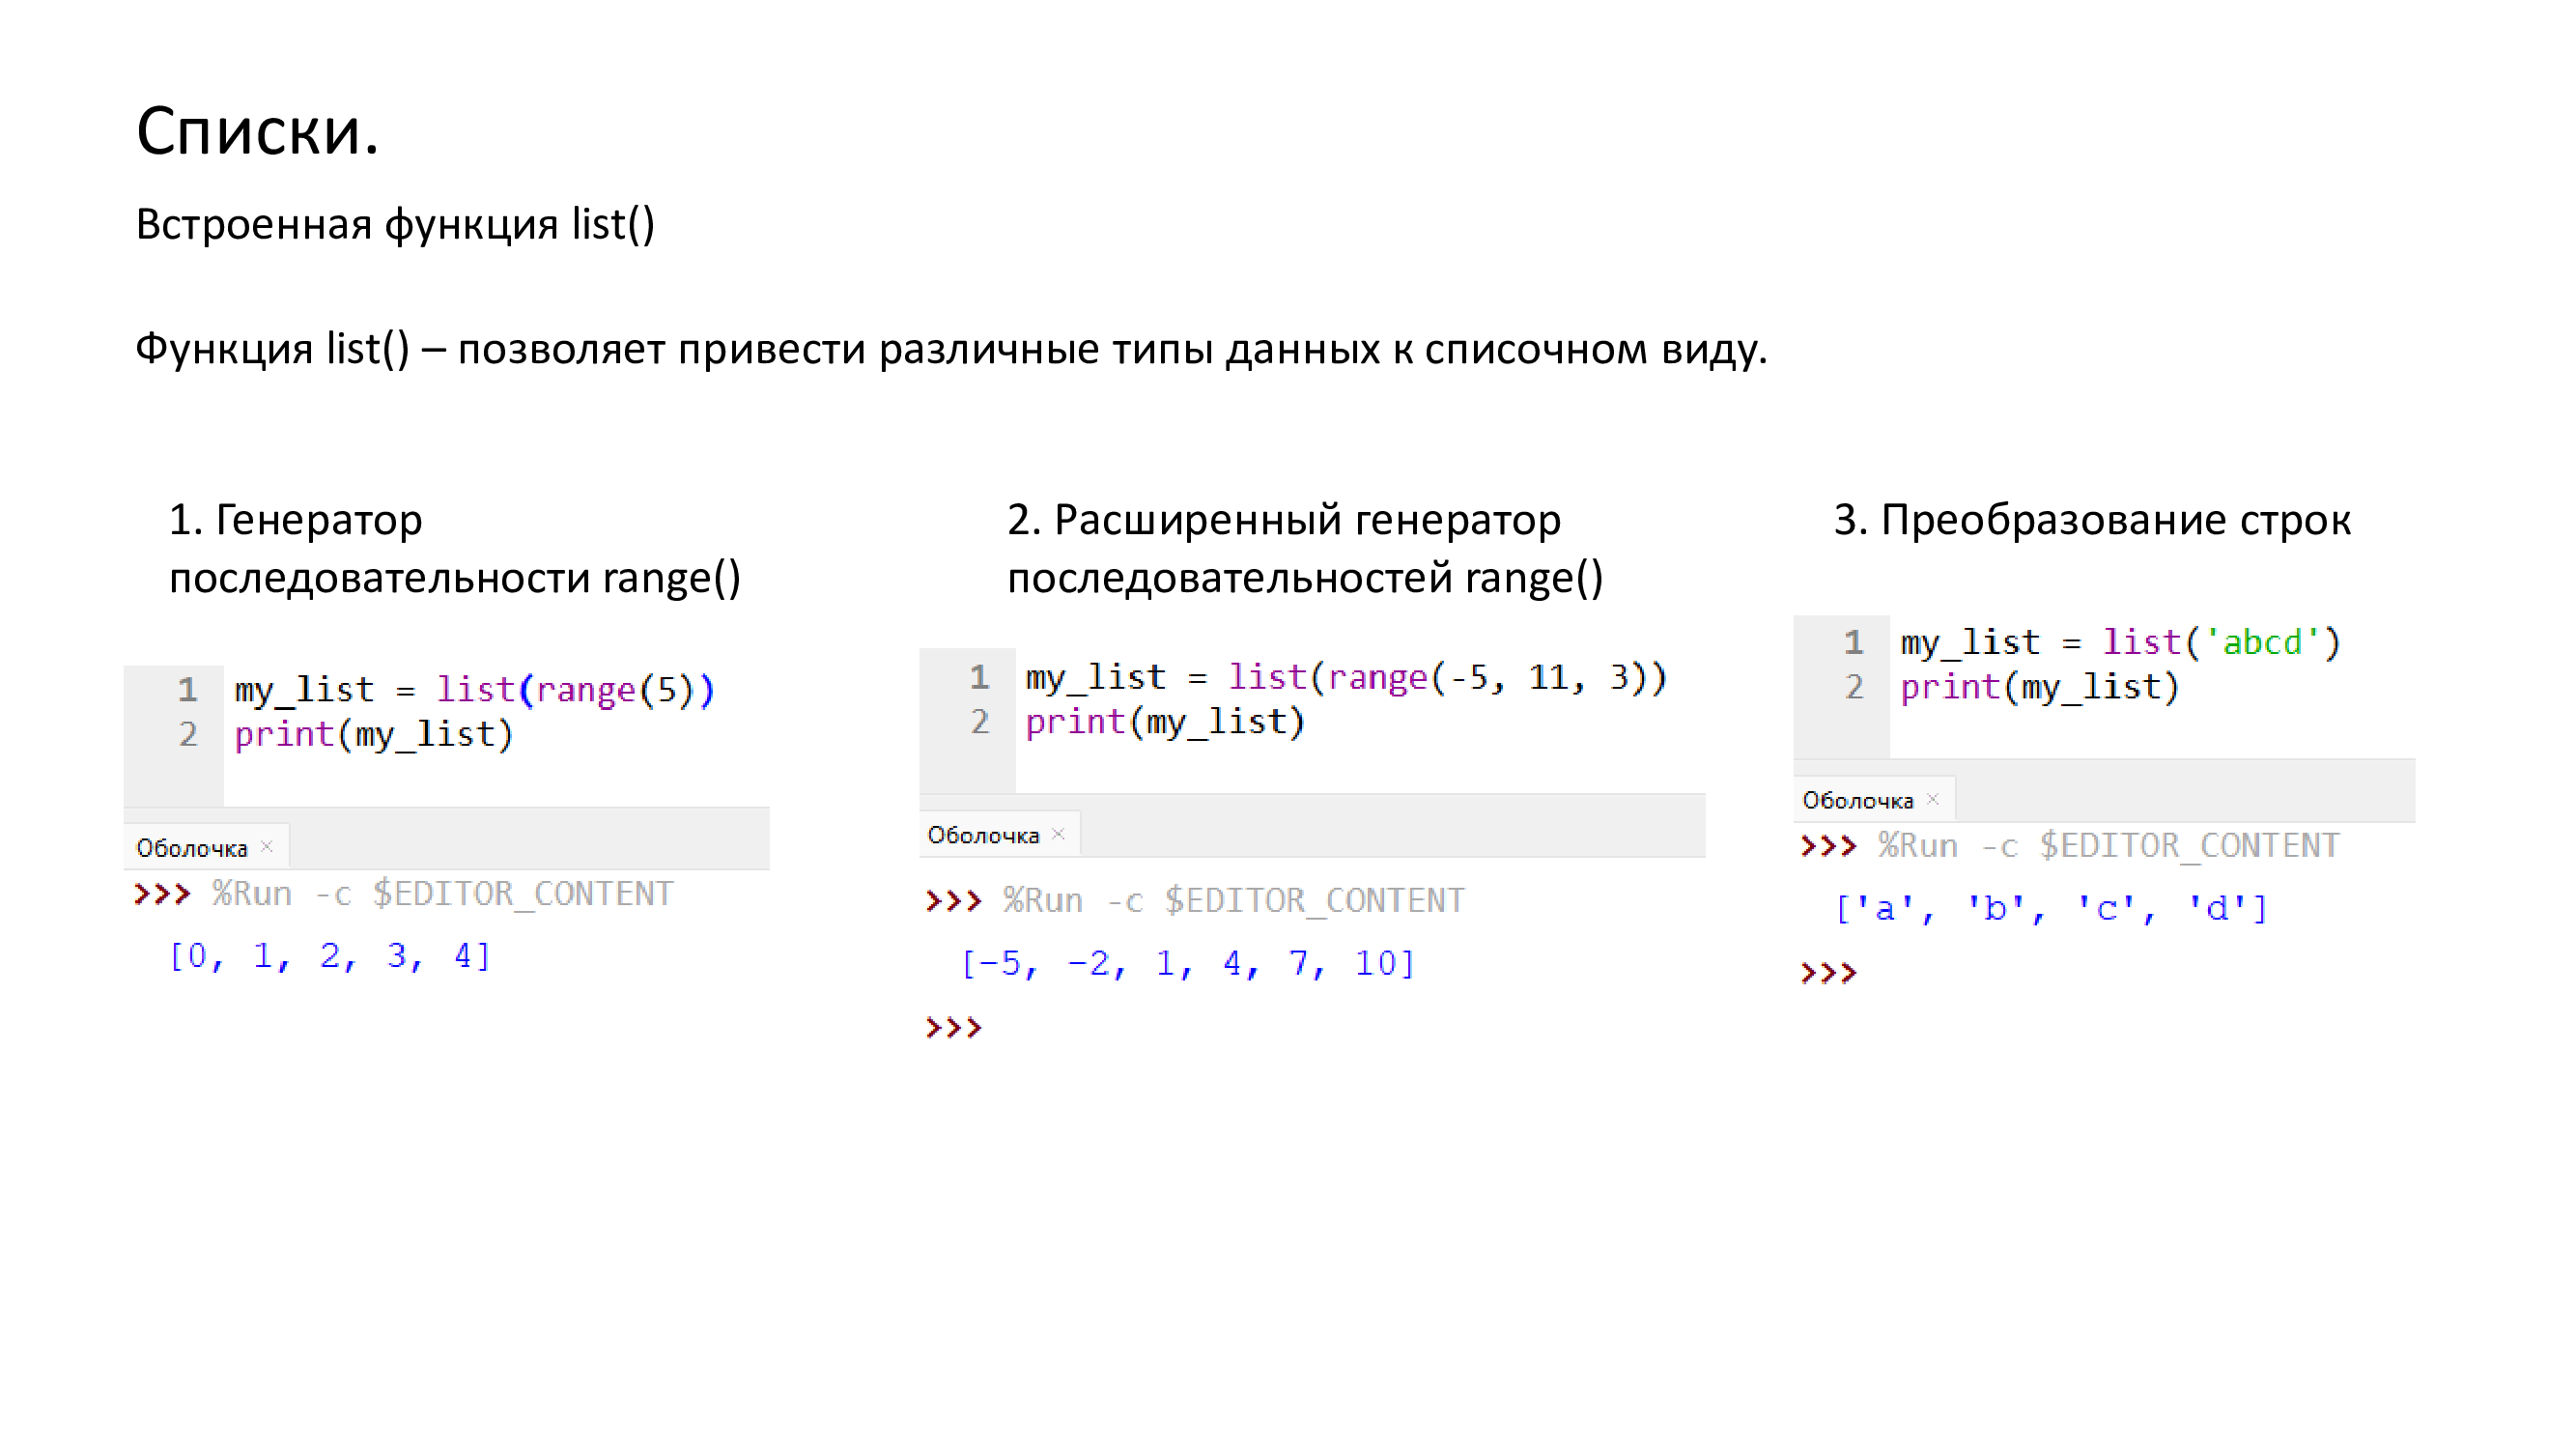 Списки.
Встроенная функция list()
Функция list() – позволяет привести различные типы данных к списочном виду.
1. Генератор
последовательности range()
1 my_list = list(range(5))
2 print(my_list)
Оболочка ×
>>> %Run -c $EDITOR_CONTENT
[0, 1, 2, 3, 4]
2. Расширенный генератор
последовательностей range()
1 my_list = list(range(-5, 11, 3))
2 print(my_list)
Оболочка ×
>>> %Run -c $EDITOR_CONTENT
[-5, -2, 1, 4, 7, 10]
>>>
3. Преобразование строк
1 my_list = list('abcd')
2 print(my_list)
Оболочка ×
>>> %Run -c $EDITOR_CONTENT
['a', 'b', 'c', 'd']
>>>